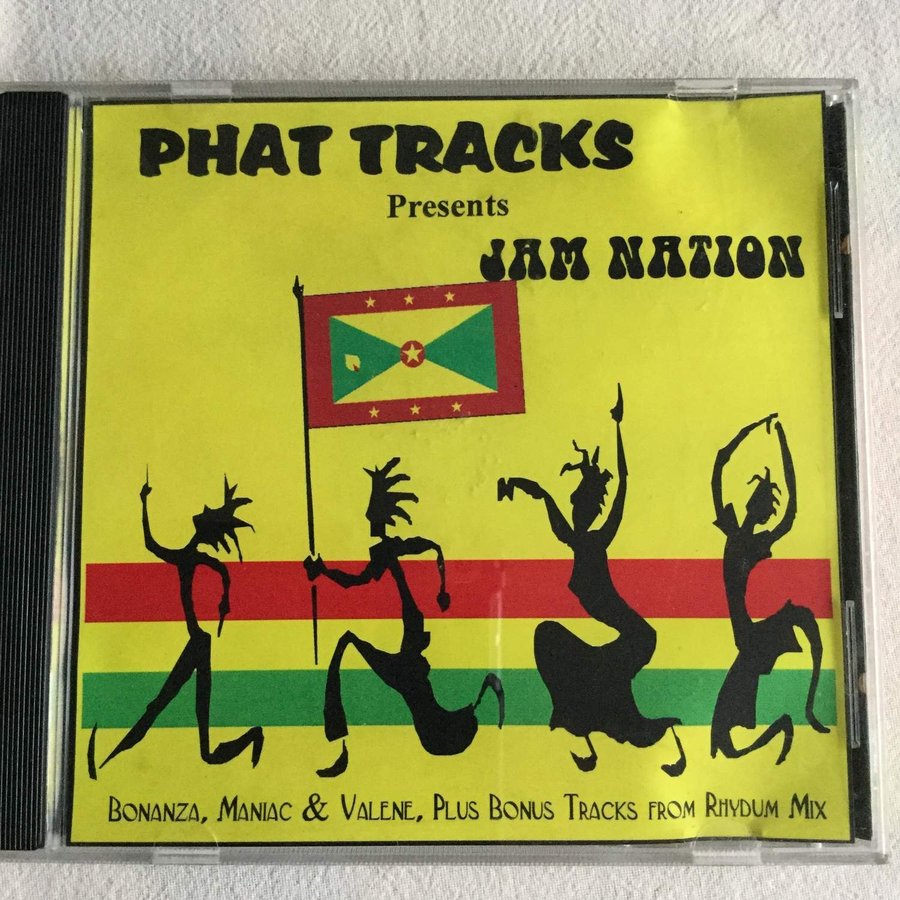 PHAT TRACKS
Presents
JAM NATION
BONANZA, MANIAC & VALENE, PLUS BONUS TRACKS FROM RHYDUM MIX